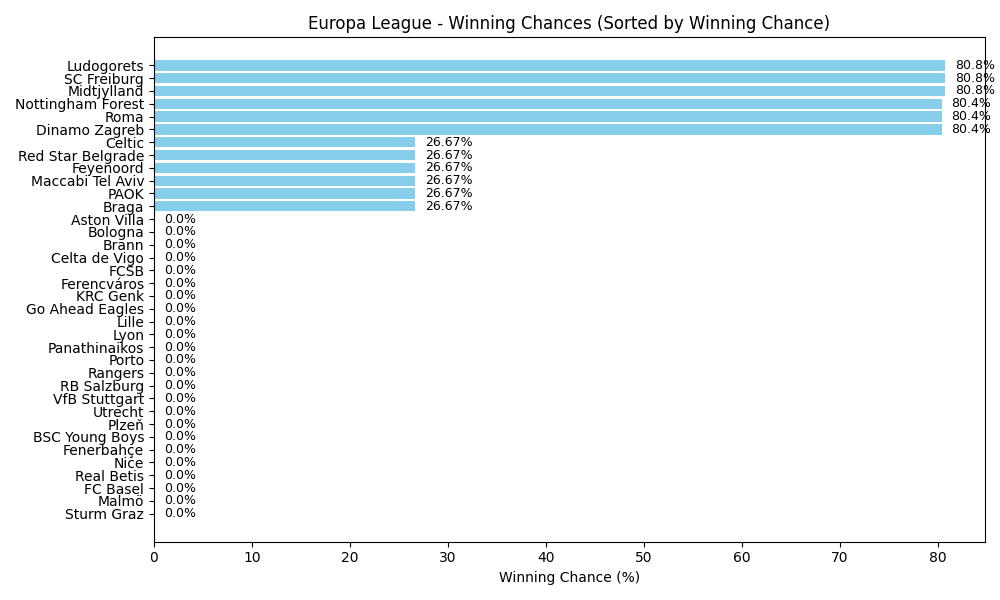 Europa League - Winning Chances (Sorted by Winning Chance)
Ludogorets 80.8%
SC Freiburg 80.8%
Midtjylland 80.8%
Nottingham Forest 80.4%
Roma 80.4%
Dinamo Zagreb 80.4%
Celtic 26.67%
Red Star Belgrade 26.67%
Feyenoord 26.67%
Maccabi Tel Aviv 26.67%
PAOK 26.67%
Braga 26.67%
Aston Villa 0.0%
Bologna 0.0%
Brann 0.0%
Celta de Vigo 0.0%
FCSB 0.0%
Ferencváros 0.0%
KRC Genk 0.0%
Go Ahead Eagles 0.0%
Lille 0.0%
Lyon 0.0%
Panathinaikos 0.0%
Porto 0.0%
Rangers 0.0%
RB Salzburg 0.0%
VfB Stuttgart 0.0%
Utrecht 0.0%
Plzeň 0.0%
BSC Young Boys 0.0%
Fenerbahçe 0.0%
Nice 0.0%
Real Betis 0.0%
FC Basel 0.0%
Malmö 0.0%
Sturm Graz 0.0%
0 10 20 30 40 50 60 70 80
Winning Chance (%)